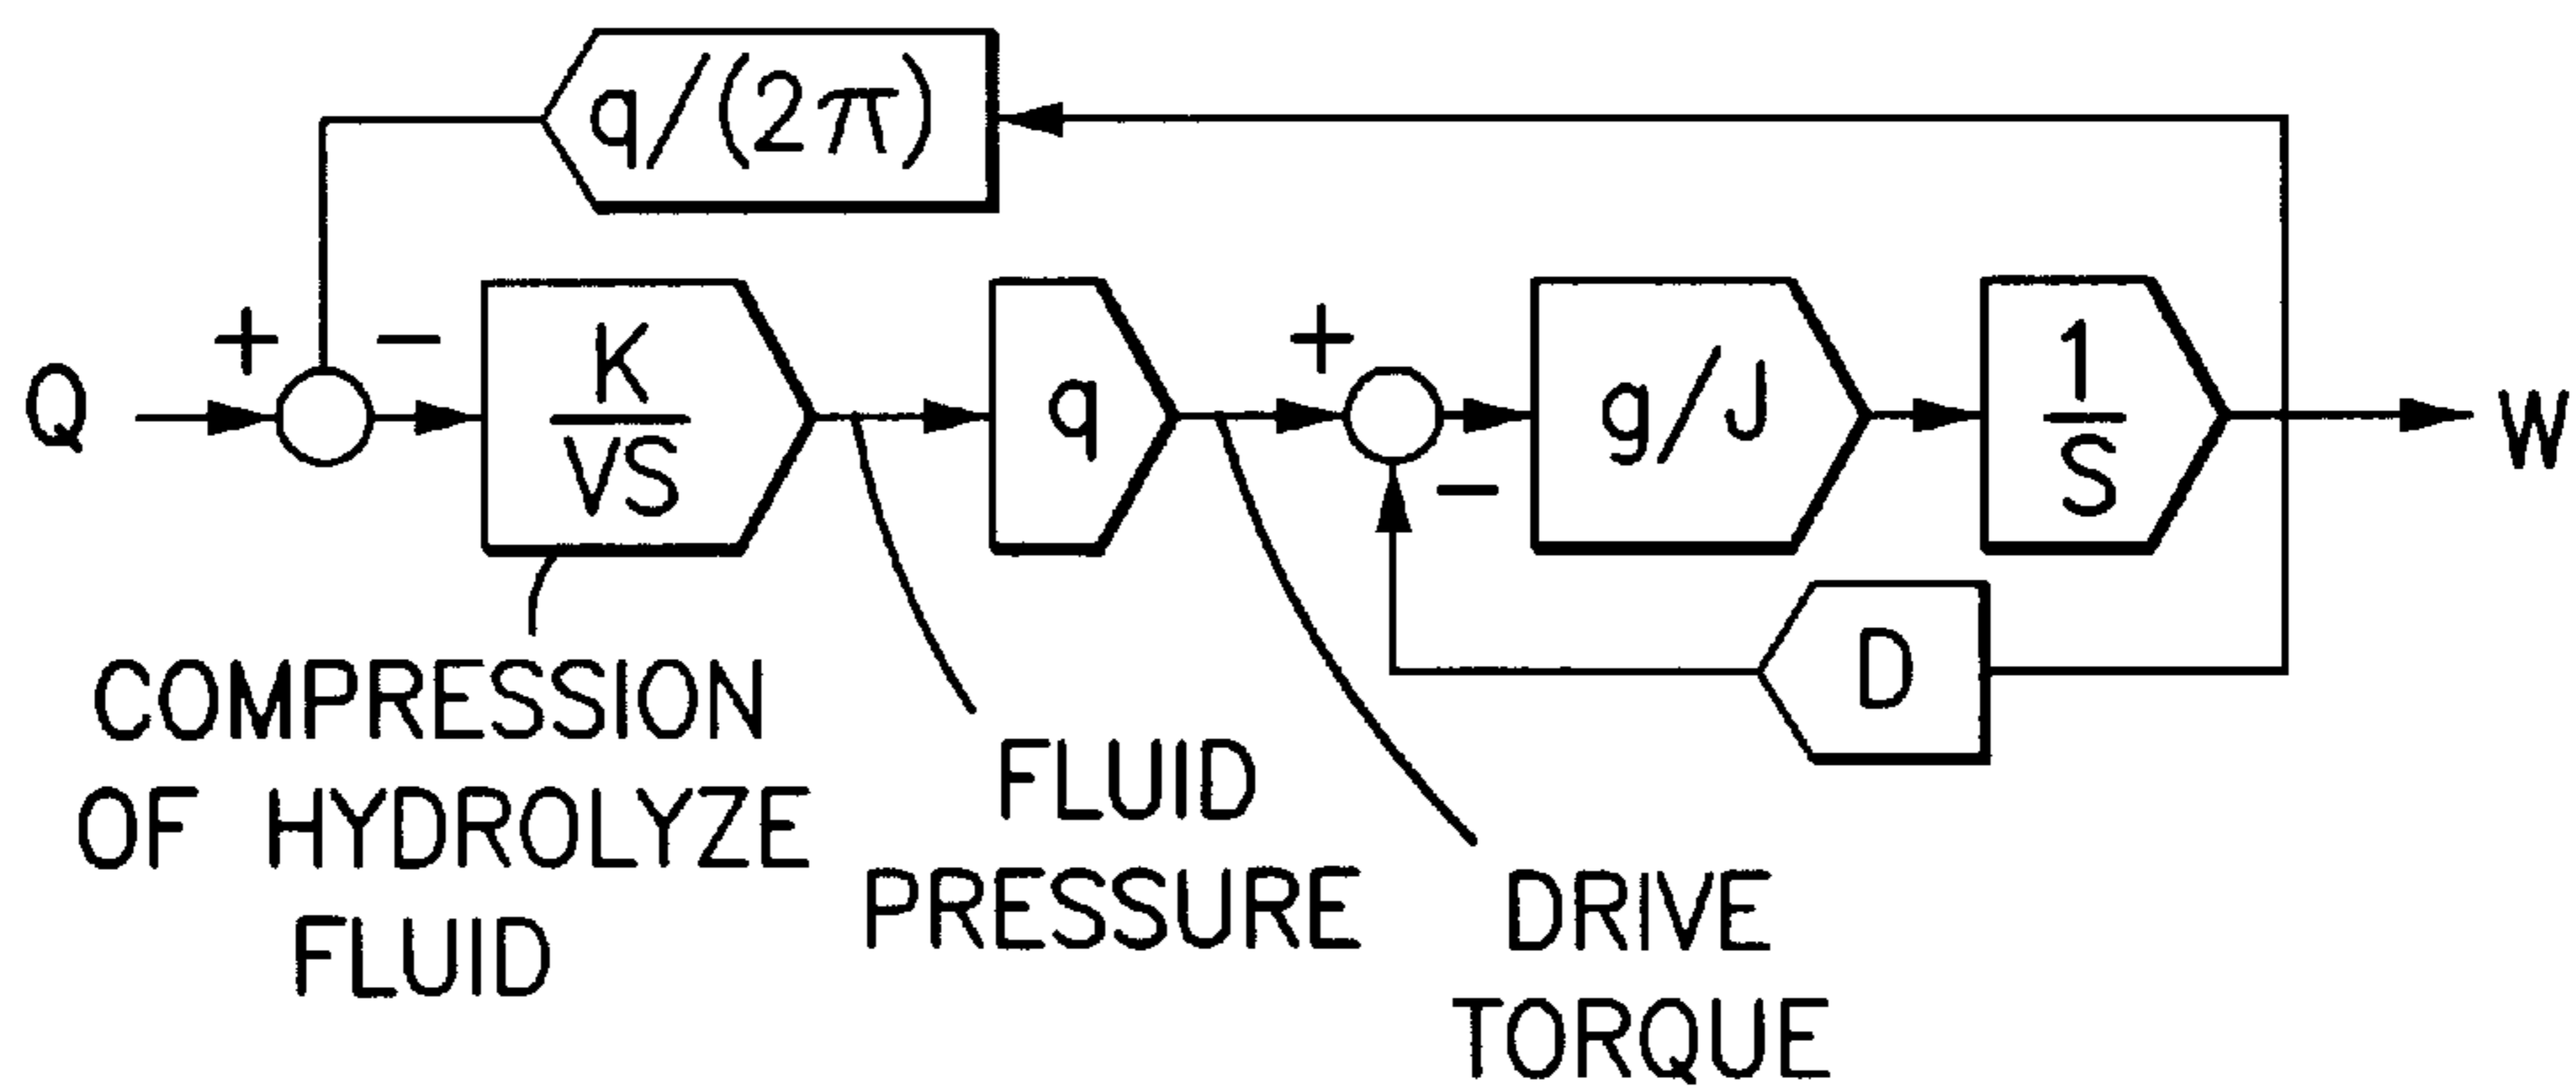 q/(2π)
+
−
K
VS
q
+
−
g/J
1
S
Q
W
D
COMPRESSION
OF HYDROLYZE
FLUID
FLUID
PRESSURE
DRIVE
TORQUE